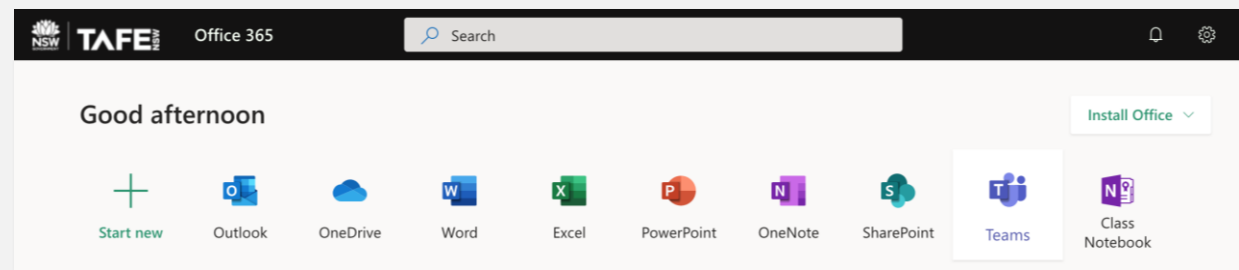 NSW TAFE NSW Office 365 Search
Good afternoon
Install Office
Start new
Outlook
OneDrive
Word
Excel
PowerPoint
OneNote
SharePoint
Teams
Class
Notebook